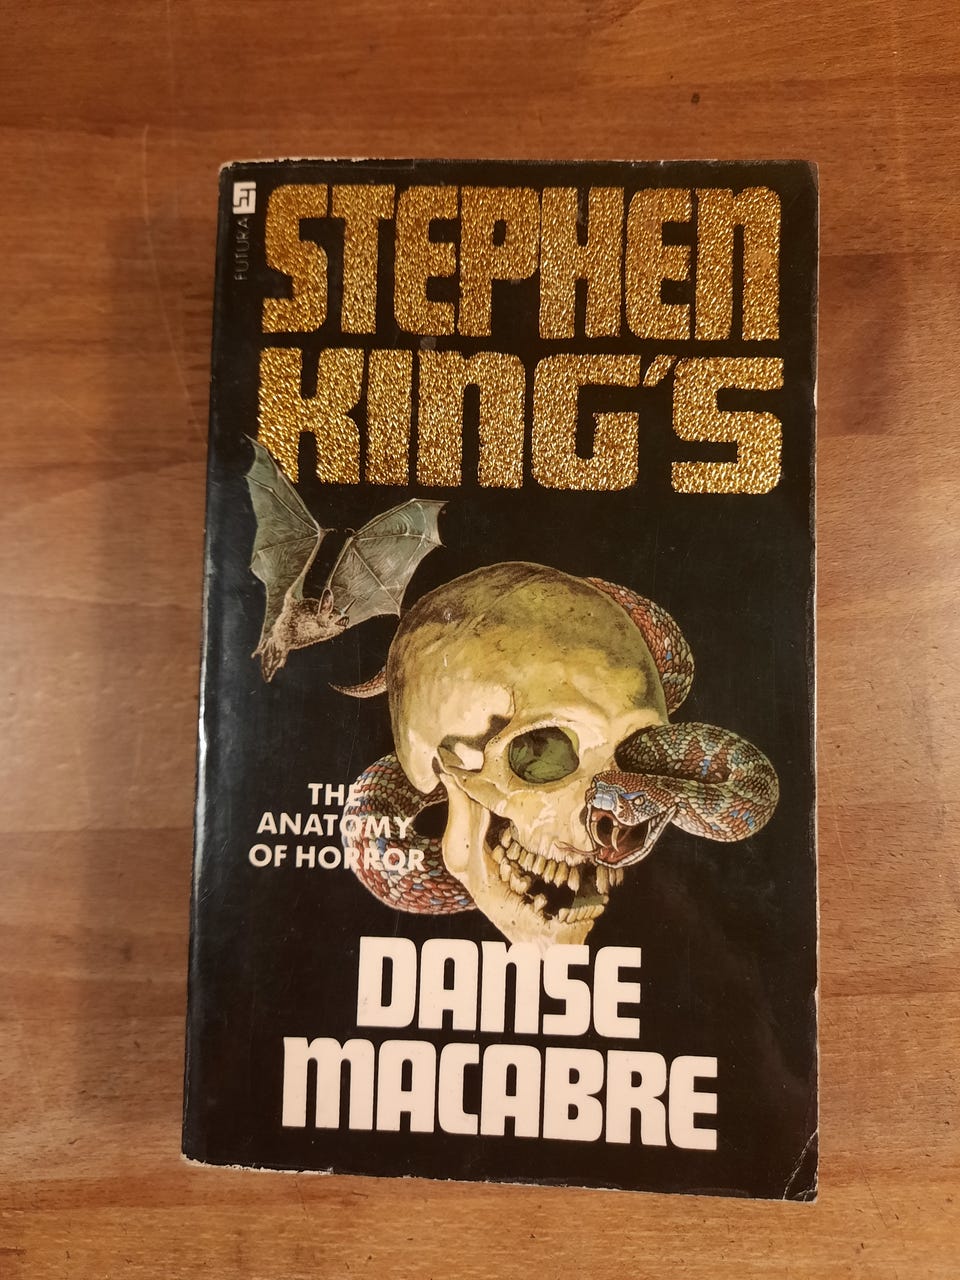 FUTURA
STEPHEN
KING'S
THE
ANATOMY
OF HORROR
DANSE
MACABRE